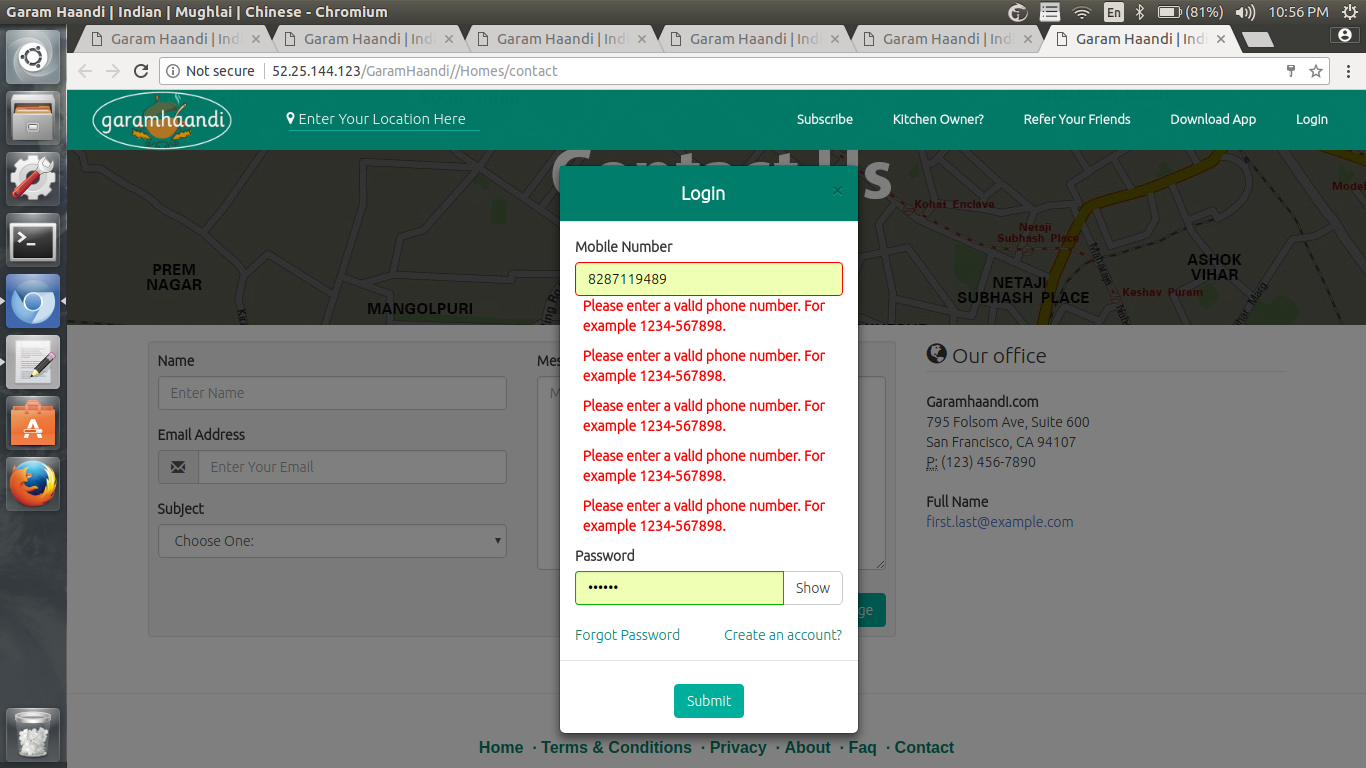 Garam Haandi | Indian | Mughlai | Chinese - Chromium
En
(81%)
10:56 PM
Garam Haandi | Indi
Garam Haandi | Indi
Garam Haandi | Indi
Garam Haandi | Indi
Garam Haandi | Indi
Garam Haandi | Indi
Not secure
52.25.144.123/GaramHaandi//Homes/contact
garamhaandi
Enter Your Location Here
Subscribe
Kitchen Owner?
Refer Your Friends
Download App
Login
Contact Us
PREM
NAGAR
MANGOLPURI
Kohat Enclave
Netaji
Subhash Place
NETAJI
SUBHASH PLACE
ASHOK
VIHAR
Keshav Puram
Model
Login
×
Mobile Number
8287119489
Please enter a valid phone number. For
example 1234-567898.
Please enter a valid phone number. For
example 1234-567898.
Please enter a valid phone number. For
example 1234-567898.
Please enter a valid phone number. For
example 1234-567898.
Please enter a valid phone number. For
example 1234-567898.
Password
••••••
Show
Forgot Password
Create an account?
Submit
Name
Enter Name
Email Address
Enter Your Email
Subject
Choose One:
Mes
M
ge
Our office
Garamhaandi.com
795 Folsom Ave, Suite 600
San Francisco, CA 94107
P: (123) 456-7890
Full Name
first.last@example.com
Home · Terms & Conditions · Privacy · About · Faq · Contact